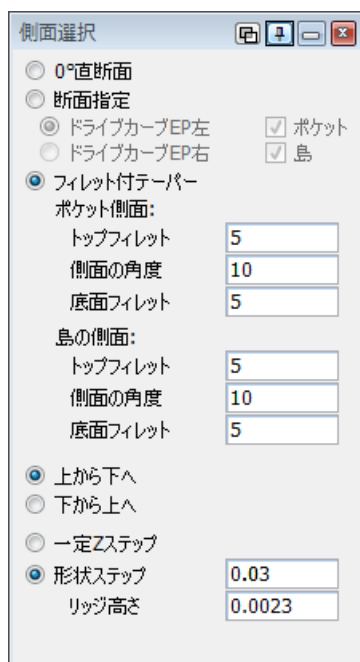 側面選択
0°直断面
断面指定
ドライブカーブEP左 ポケット
ドライブカーブEP右 島
フィレット付テーパー
ポケット側面:
トップフィレット 5
側面の角度 10
底面フィレット 5
島の側面:
トップフィレット 5
側面の角度 10
底面フィレット 5
上から下へ
下から上へ
一定Zステップ
形状ステップ 0.03
リッジ高さ 0.0023